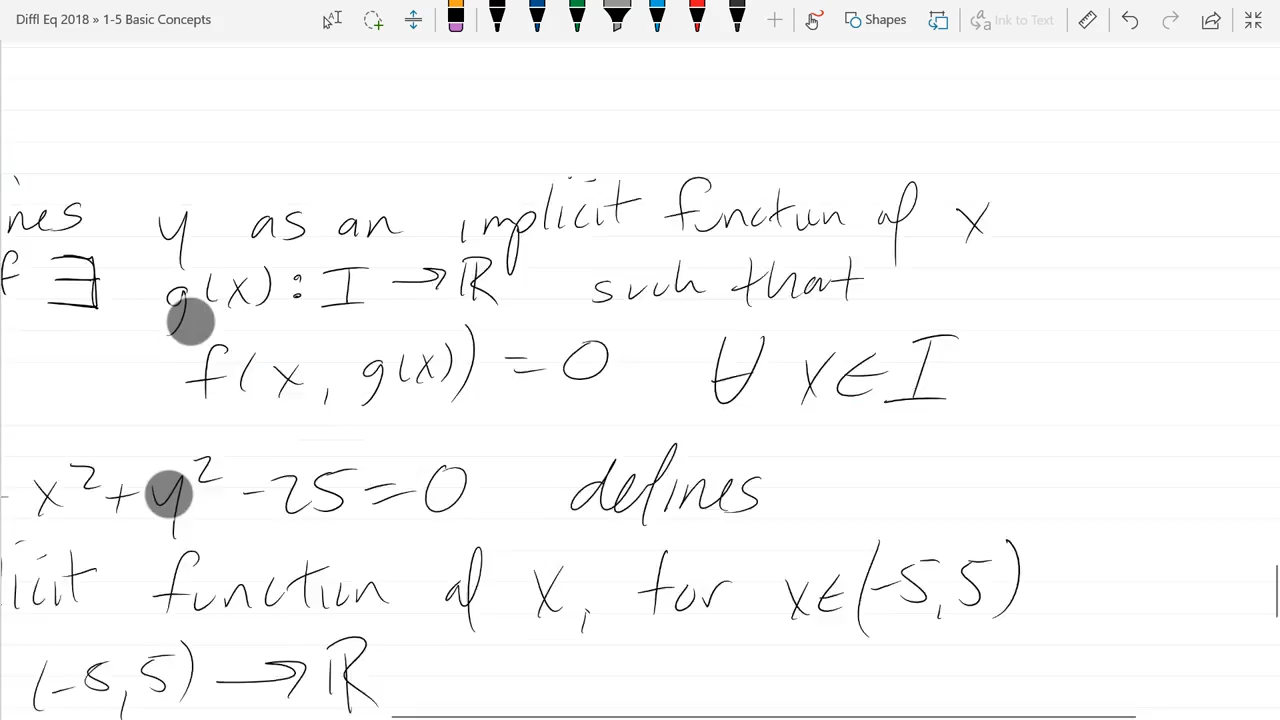 Diffl Eq 2018 » 1-5 Basic Concepts
Shapes
Ink to Text
nes y as an implicit function of x
f ∃ g(x) : I → ℝ such that
f(x, g(x)) = 0 ∀ x ∈ I
x² + y² - 25 = 0 defines
licit function of x, for x ∈ (-5, 5)
(-5, 5) → ℝ